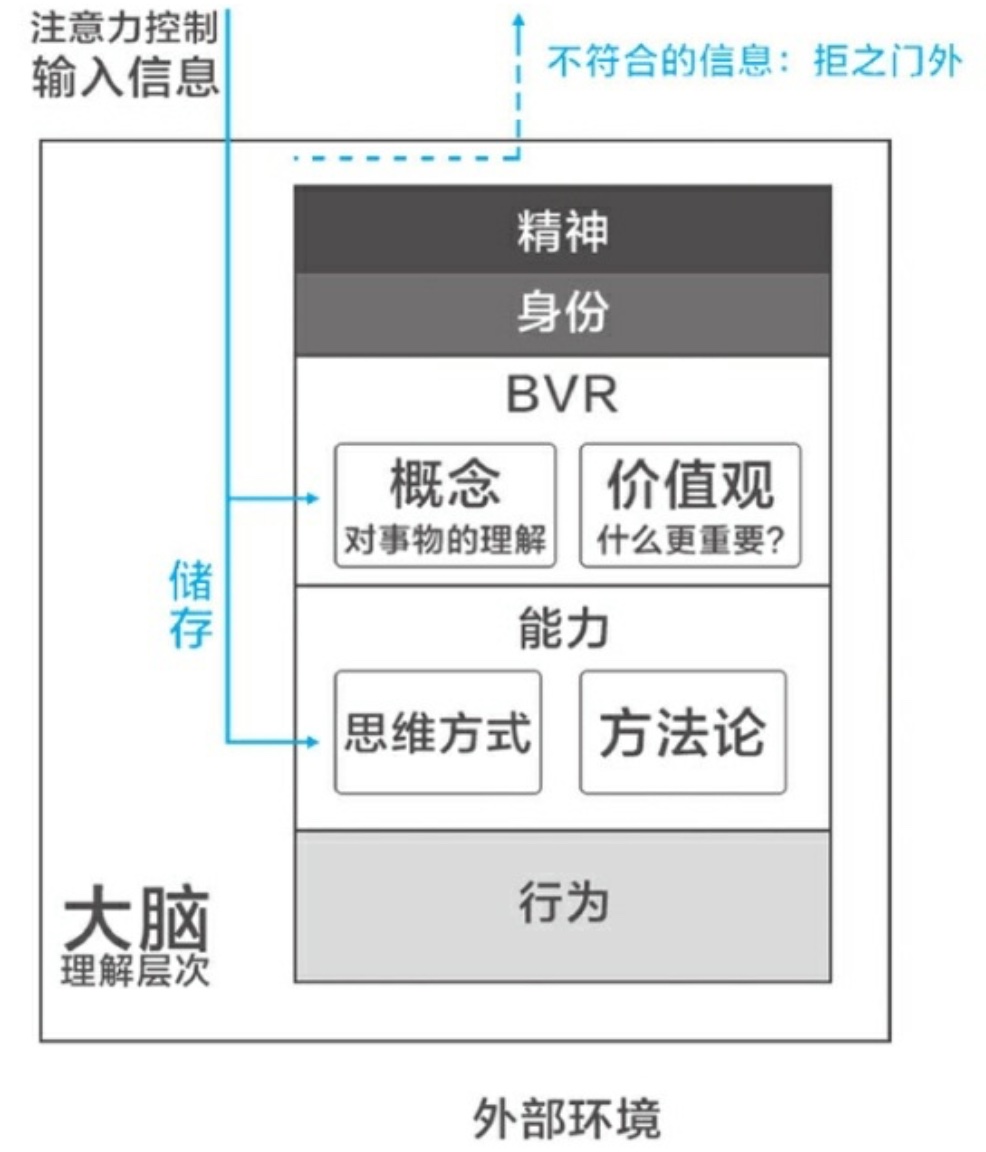 注意力控制
输入信息
不符合的信息：拒之门外
精神
身份
BVR
概念
对事物的理解
价值观
什么更重要?
储存
能力
思维方式
方法论
行为
大脑
理解层次
外部环境